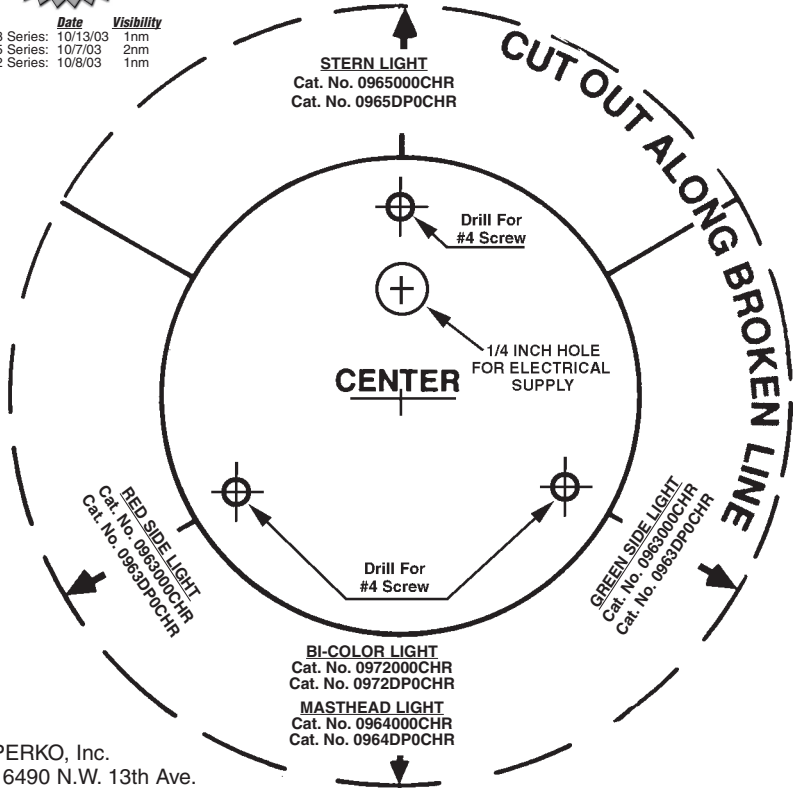 Date Visibility
3 Series: 10/13/03 1nm
5 Series: 10/7/03 2nm
2 Series: 10/8/03 1nm
STERN LIGHT
Cat. No. 0965000CHR
Cat. No. 0965DP0CHR
CUT OUT ALONG BROKEN LINE
Drill For
#4 Screw
1/4 INCH HOLE
FOR ELECTRICAL
SUPPLY
CENTER
RED SIDE LIGHT
Cat. No. 0963000CHR
Cat. No. 0963DP0CHR
GREEN SIDE LIGHT
Cat. No. 0963000CHR
Cat. No. 0963DP0CHR
Drill For
#4 Screw
BI-COLOR LIGHT
Cat. No. 0972000CHR
Cat. No. 0972DP0CHR
MASTHEAD LIGHT
Cat. No. 0964000CHR
Cat. No. 0964DP0CHR
PERKO, Inc.
6490 N.W. 13th Ave.